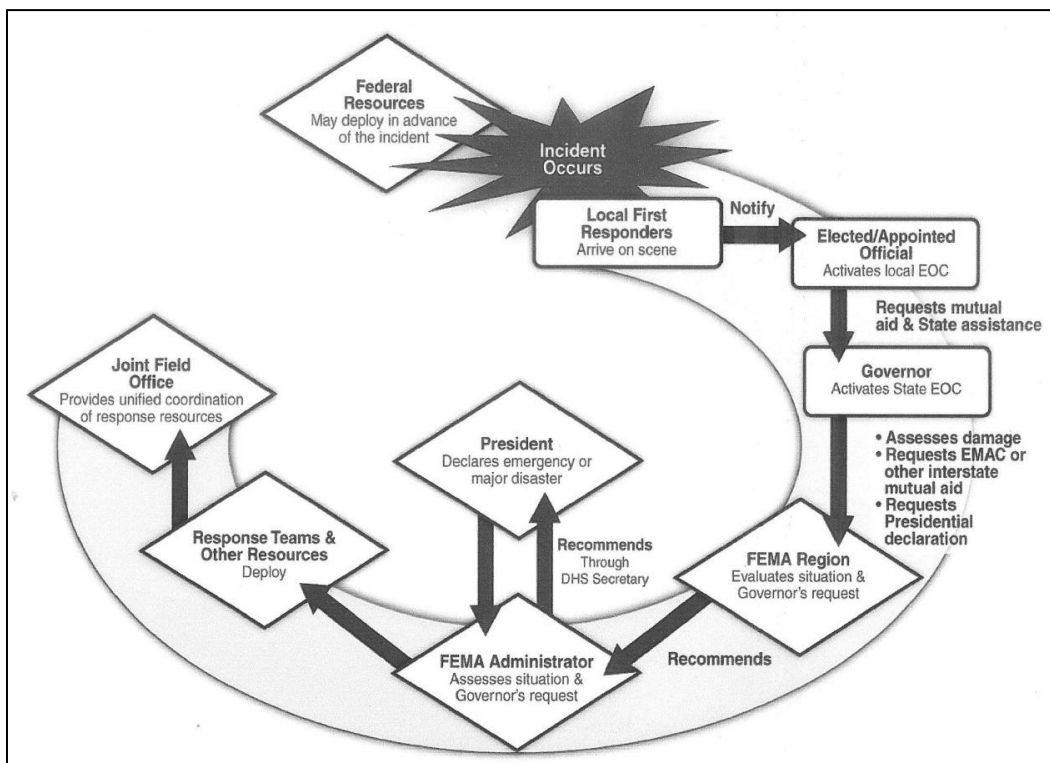 Federal
Resources
May deploy in advance
of the incident
Incident
Occurs
Local First
Responders
Arrive on scene
Notify
Elected/Appointed
Official
Activates local EOC
Requests mutual
aid & State assistance
Governor
Activates State EOC
• Assesses damage
• Requests EMAC or
other interstate
mutual aid
• Requests
Presidential
declaration
FEMA Region
Evaluates situation &
Governor's request
Recommends
FEMA Administrator
Assesses situation &
Governor's request
Recommends
Through
DHS Secretary
President
Declares emergency or
major disaster
Response Teams &
Other Resources
Deploy
Joint Field
Office
Provides unified coordination
of response resources